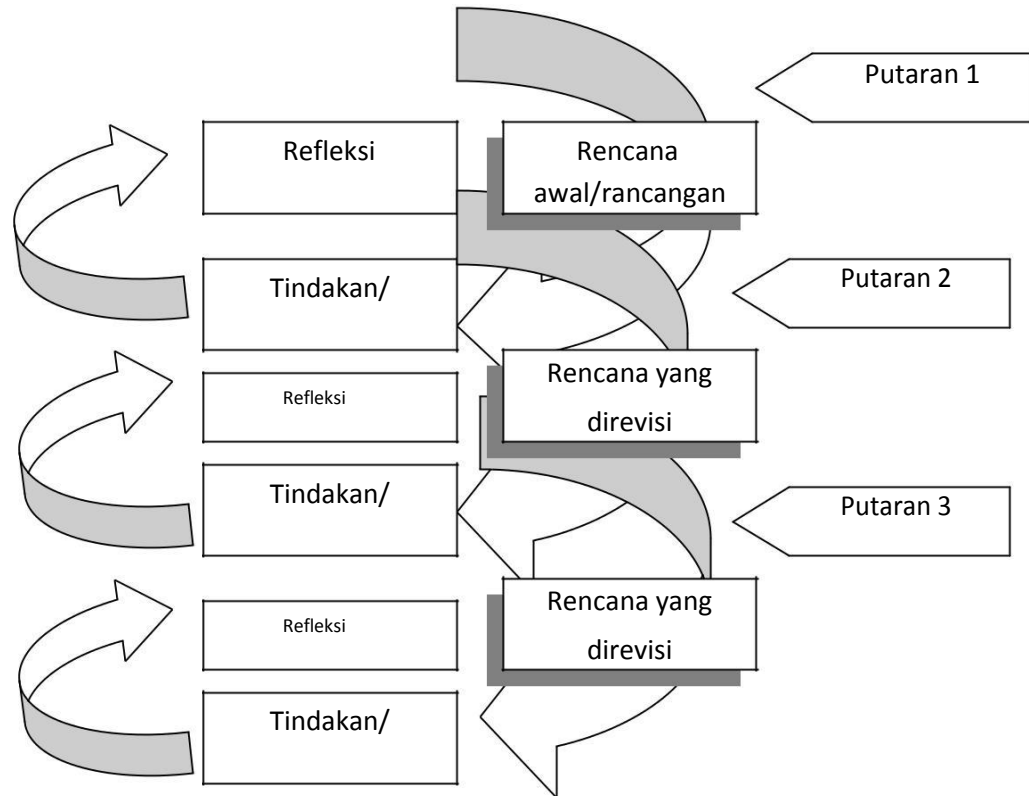 Putaran 1
Refleksi
Rencana
awal/rancangan
Tindakan/
Putaran 2
Refleksi
Rencana yang
direvisi
Tindakan/
Putaran 3
Refleksi
Rencana yang
direvisi
Tindakan/